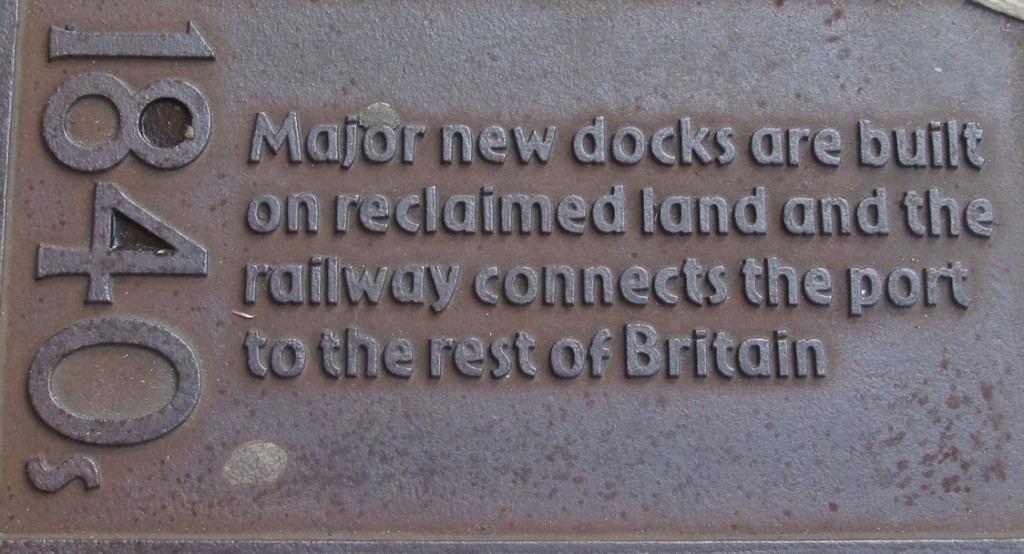 1840s
Major new docks are built
on reclaimed land and the
railway connects the port
to the rest of Britain